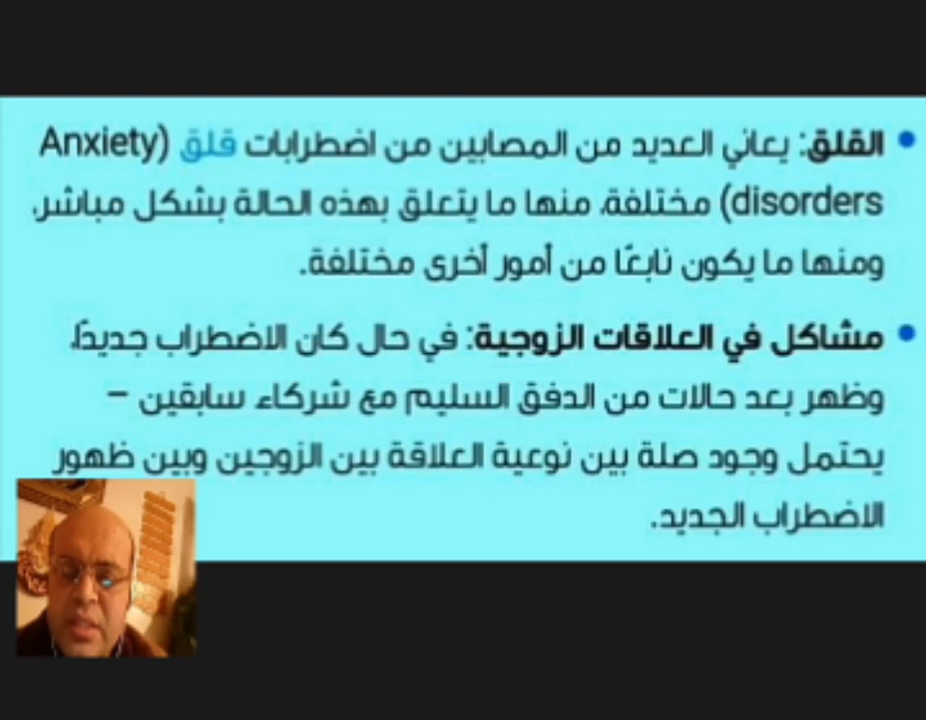 القلق: يعاني العديد من المصابين من اضطرابات قلق (Anxiety
disorders) مختلفة، منها ما يتعلق بهذه الحالة بشكل مباشر،
ومنها ما يكون نابعًا من أمور أخرى مختلفة.
مشاكل في العلاقات الزوجية: في حال كان الاضطراب جديدًا،
وظهر بعد حالات من الدفق السليم مع شركاء سابقين –
يحتمل وجود صلة بين نوعية العلاقة بين الزوجين وبين ظهور
الاضطراب الجديد.